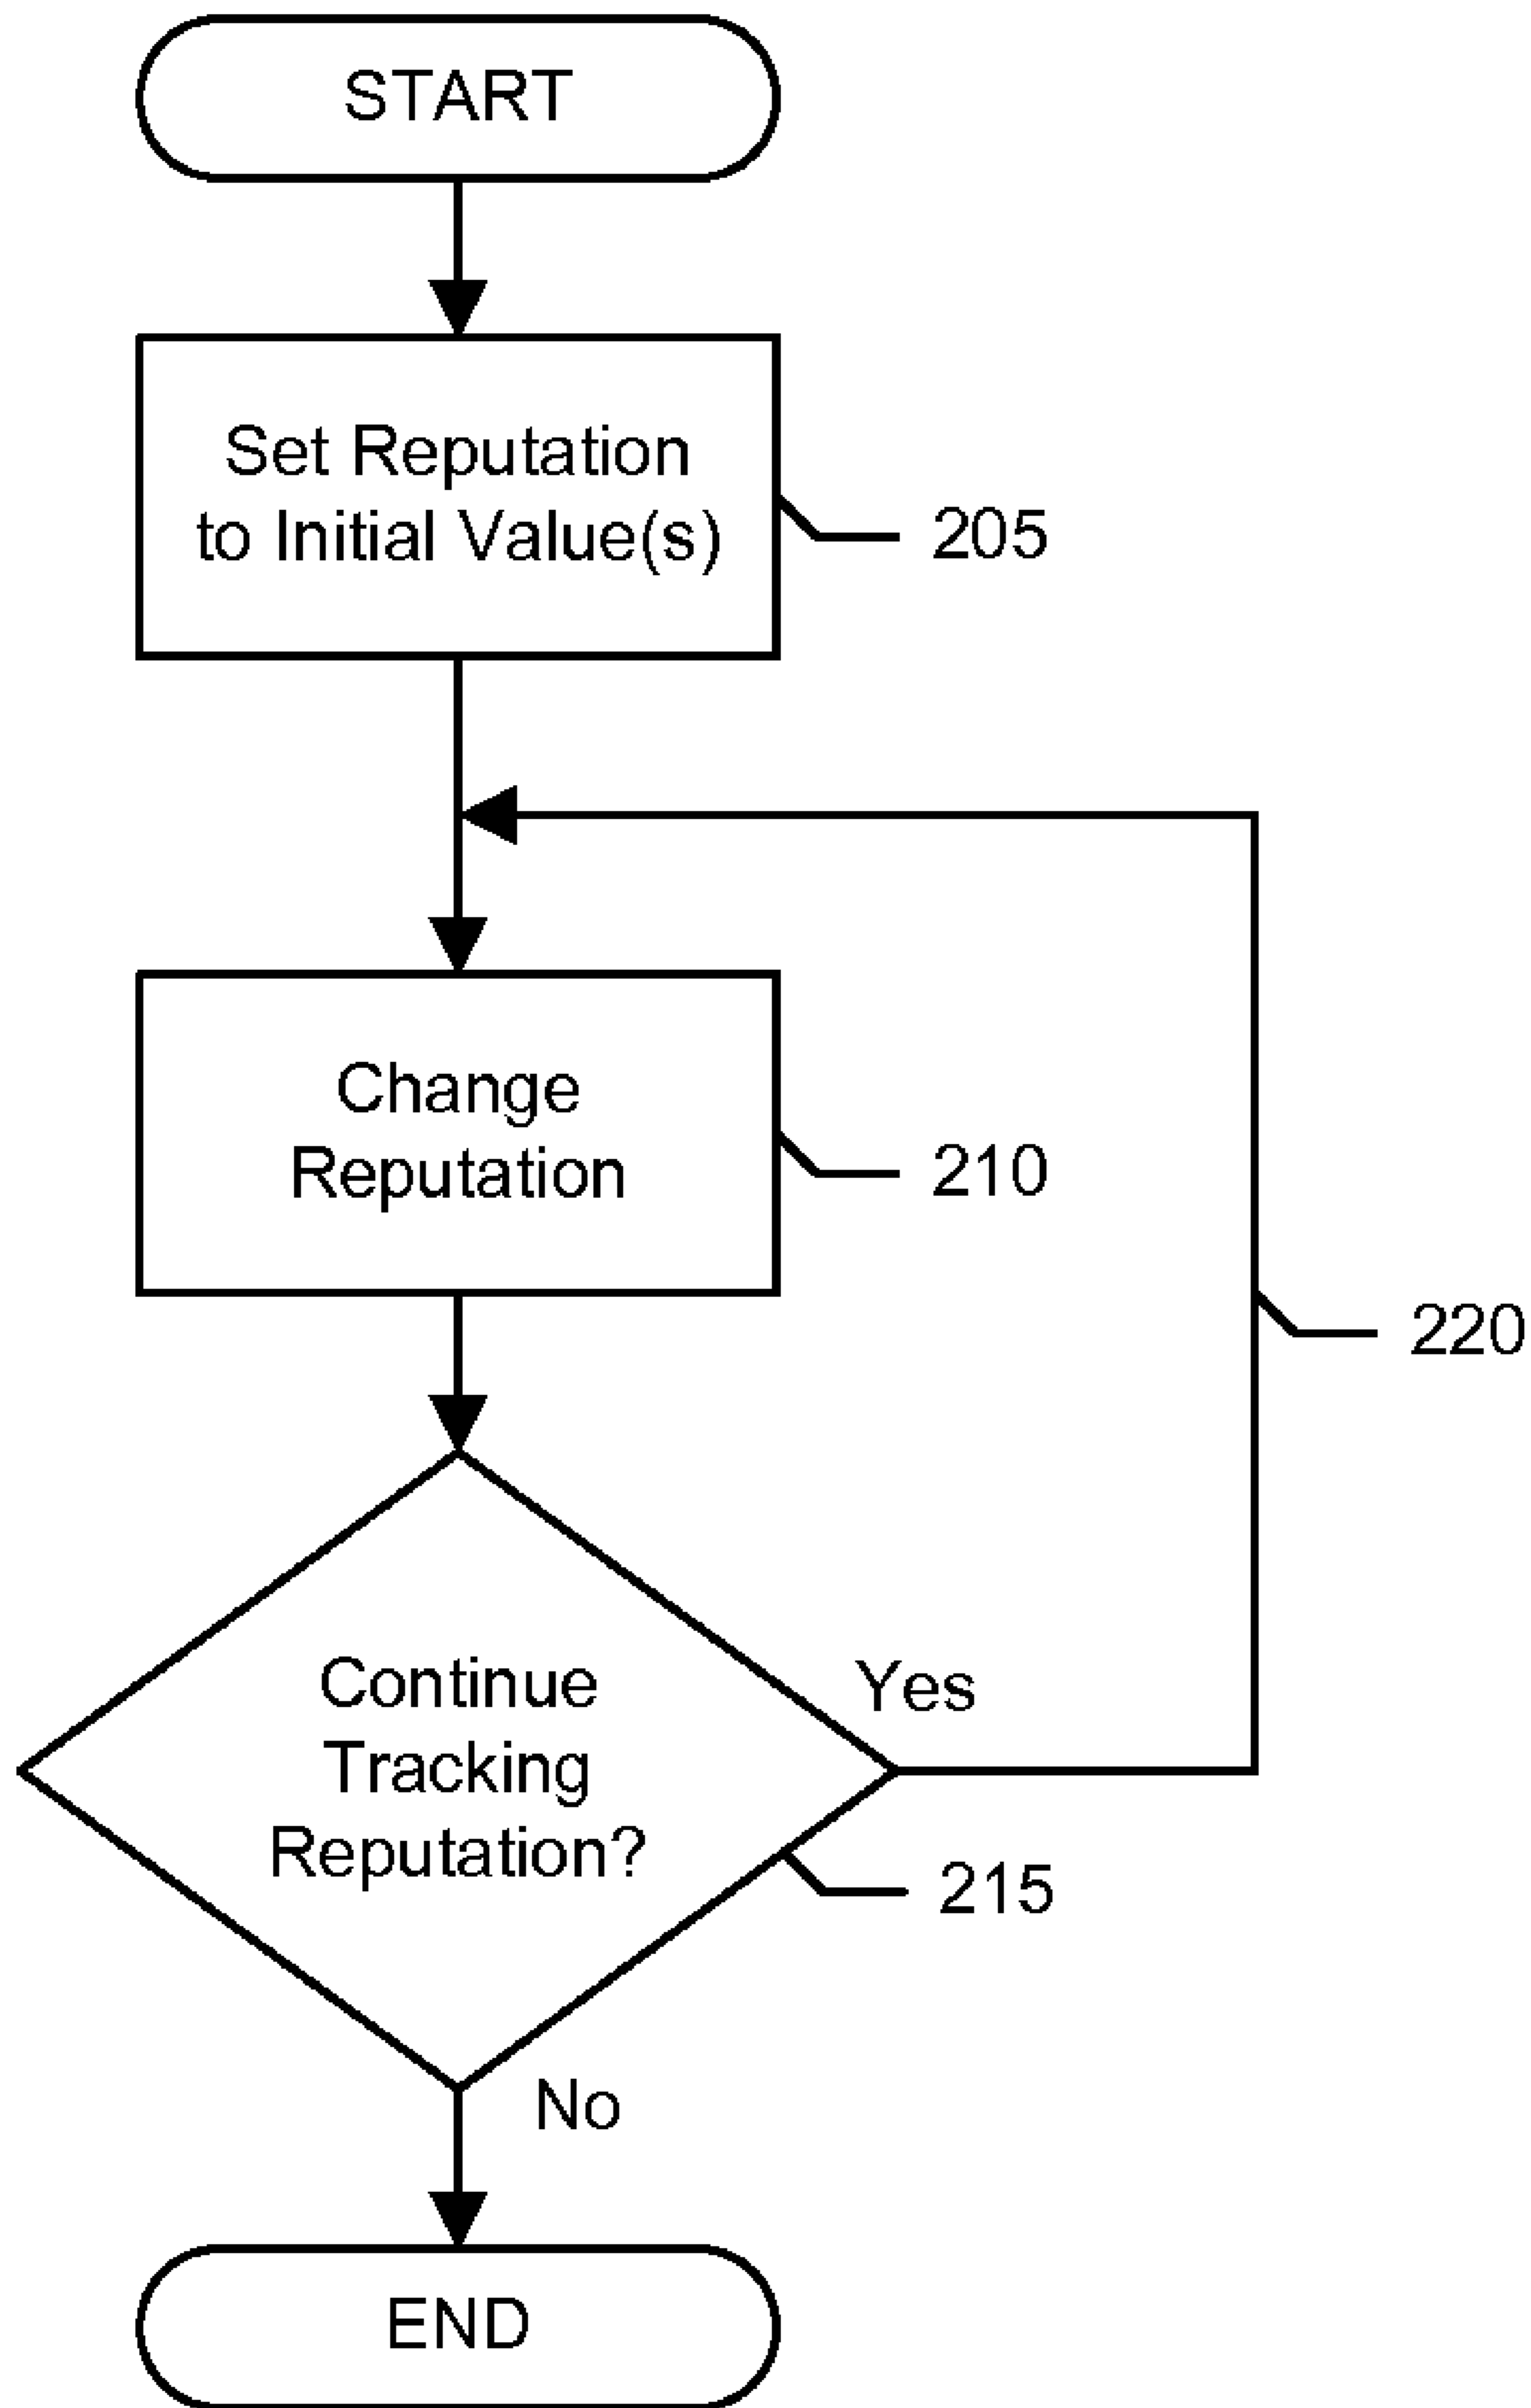 START
Set Reputation
to Initial Value(s)
205
Change
Reputation
210
220
Continue
Tracking
Reputation?
Yes
215
No
END